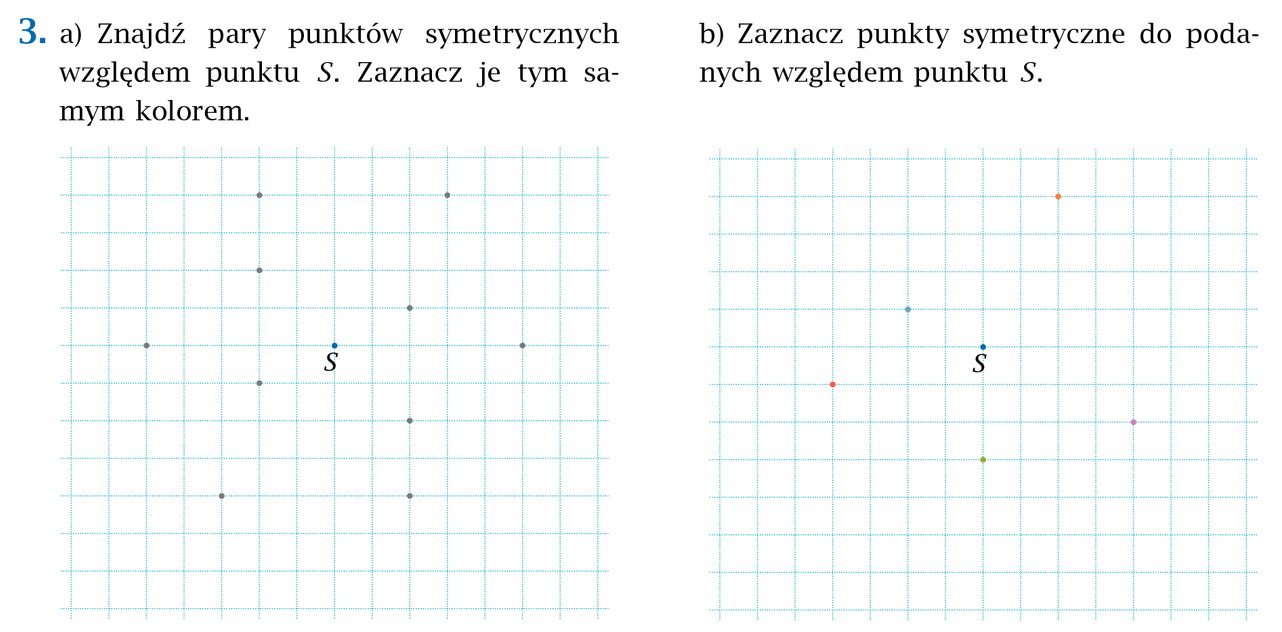 3. a) Znajdź pary punktów symetrycznych
względem punktu S. Zaznacz je tym sa-
mym kolorem.
S
b) Zaznacz punkty symetryczne do poda-
nych względem punktu S.
S